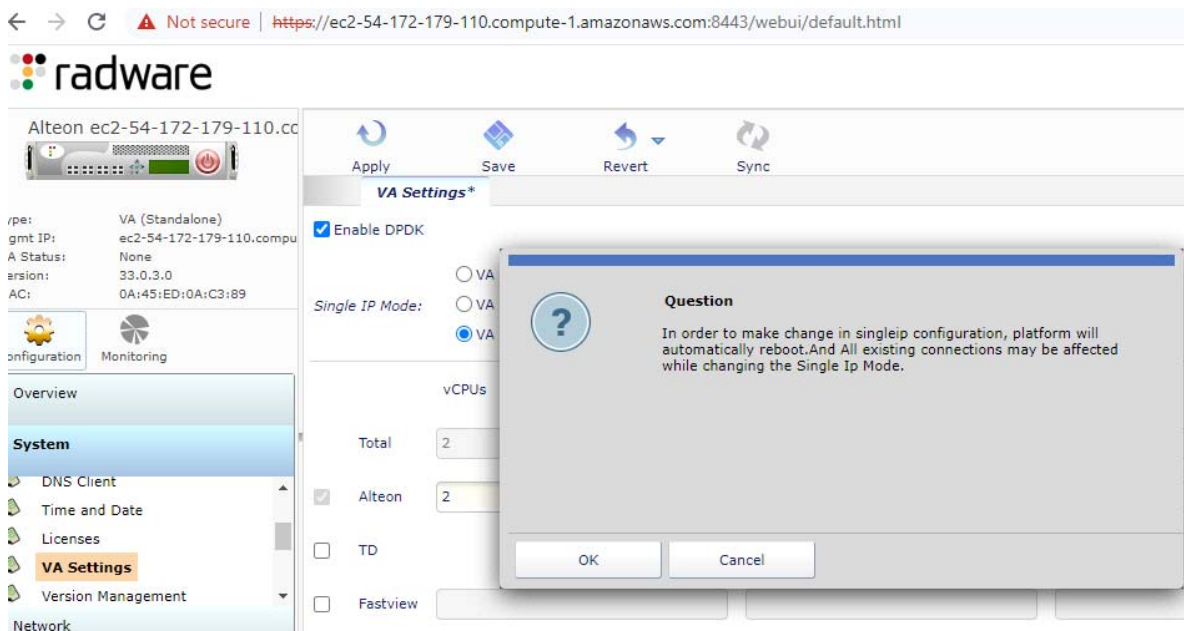 Not secure | https://ec2-54-172-179-110.compute-1.amazonaws.com:8443/webui/default.html
radware
Alteon ec2-54-172-179-110.cc
Apply Save Revert Sync
VA Settings*
ype: VA (Standalone)
gmt IP: ec2-54-172-179-110.compu
A Status: None
ersion: 33.0.3.0
AC: 0A:45:ED:0A:C3:89
onfiguration Monitoring
Overview
System
DNS Client
Time and Date
Licenses
VA Settings
Version Management
Network
Enable DPDK
Single IP Mode:
VA
VA
VA
vCPUs
Total 2
Alteon 2
TD
Fastview
Question
In order to make change in singleip configuration, platform will
automatically reboot.And All existing connections may be affected
while changing the Single Ip Mode.
OK Cancel